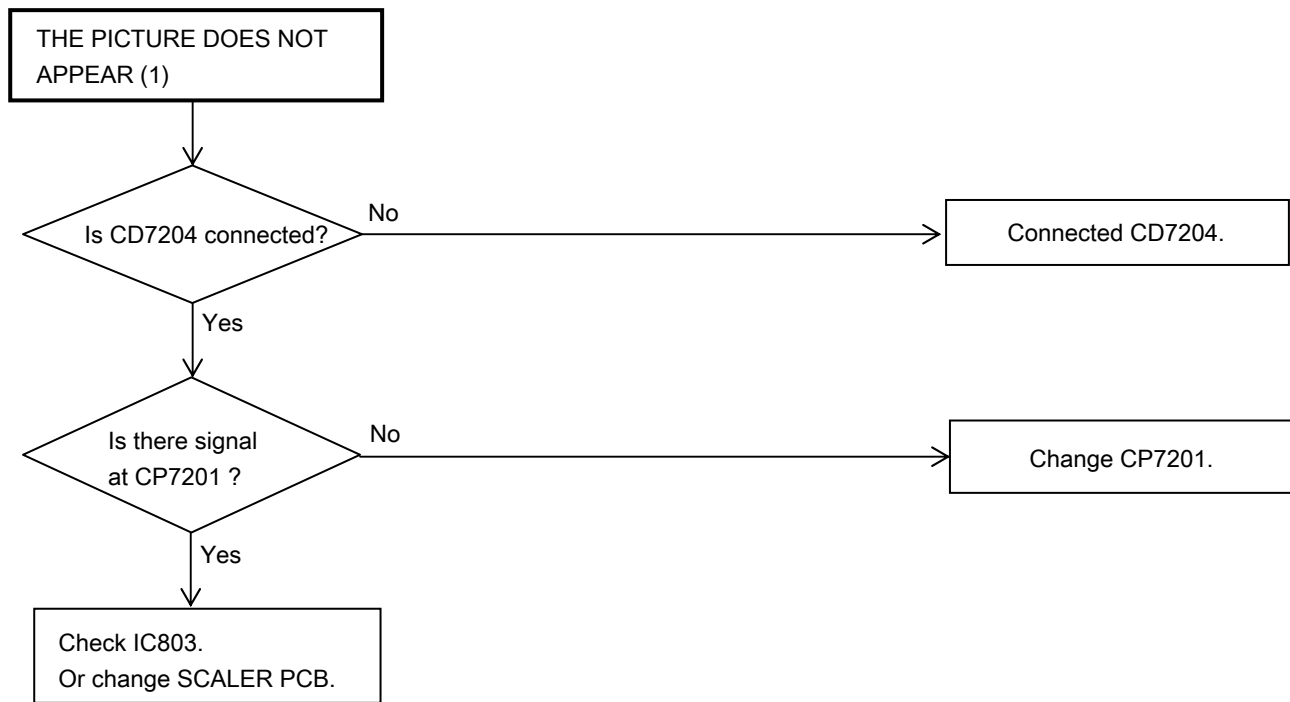 THE PICTURE DOES NOT
APPEAR (1)
Is CD7204 connected?
No
Connected CD7204.
Yes
Is there signal
at CP7201 ?
No
Change CP7201.
Yes
Check IC803.
Or change SCALER PCB.